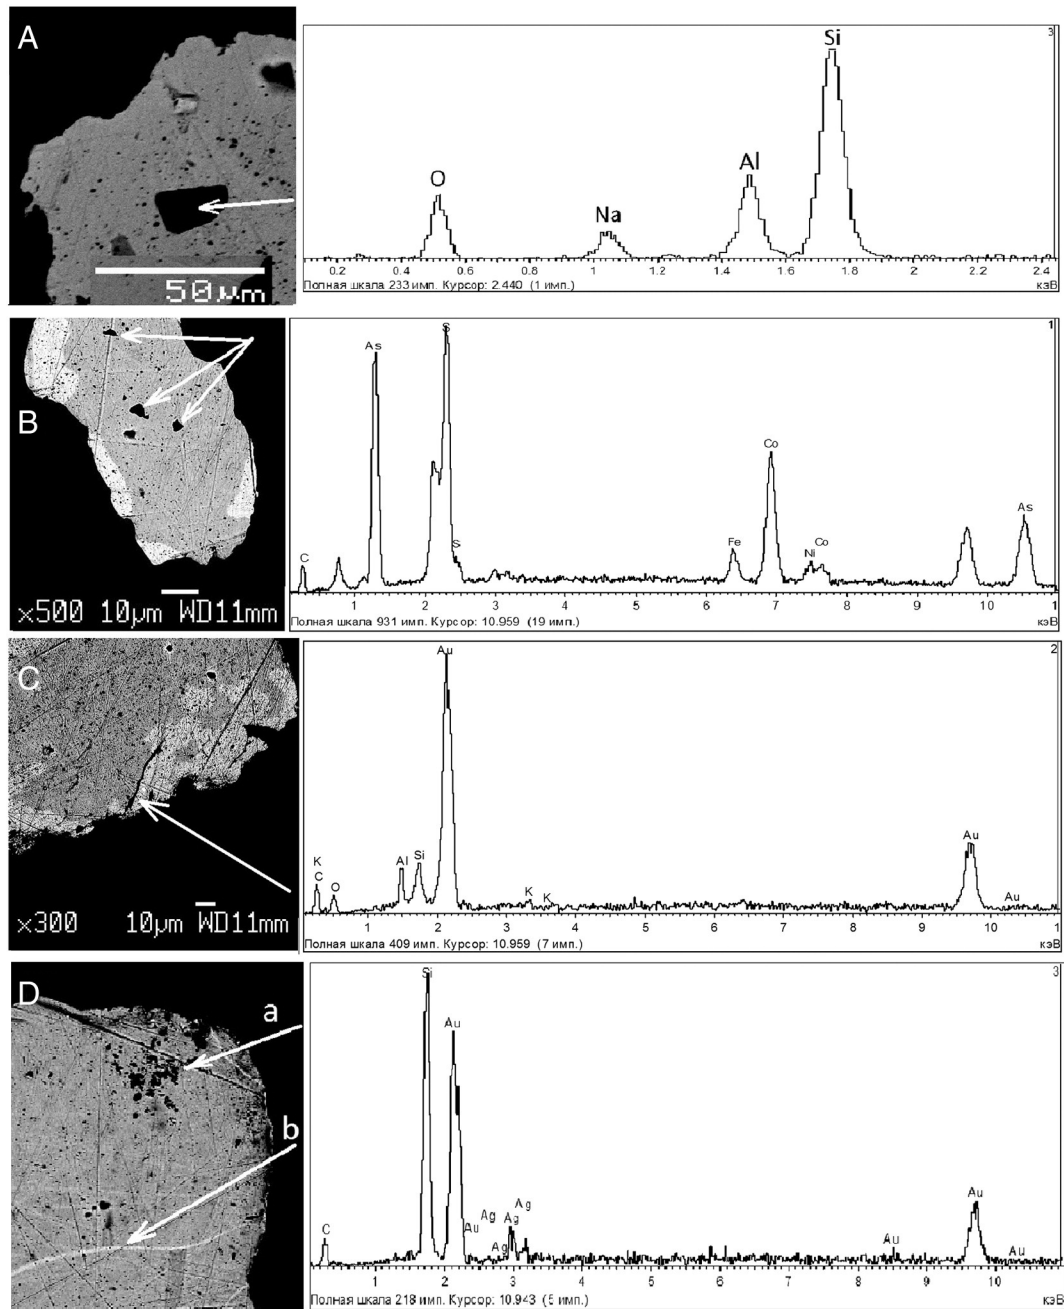 A
50µm
3
O
Na
Al
Si
0.2 0.4 0.6 0.8 1 1.2 1.4 1.6 1.8 2 2.2 2.4
Полная шкала 233 имп. Курсор: 2.440 (1 имп.) кэВ
B
×500 10µm WD11mm
1
As
S
Co
As
S
Fe
Co
Ni
C
1 2 3 4 5 6 7 8 9 10 1
Полная шкала 931 имп. Курсор: 10.959 (19 имп.) кэВ
C
×300 10µm WD11mm
2
Au
Au
Al
Si
K
C
O
K
K
Au
1 2 3 4 5 6 7 8 9 10 1
Полная шкала 409 имп. Курсор: 10.959 (7 имп.) кэВ
D
a
b
3
Si
Au
Ag
Ag
Ag
Au
Ag
Au
C
Au
Au
1 2 3 4 5 6 7 8 9 10
Полная шкала 218 имп. Курсор: 10.943 (5 имп.) кэВ